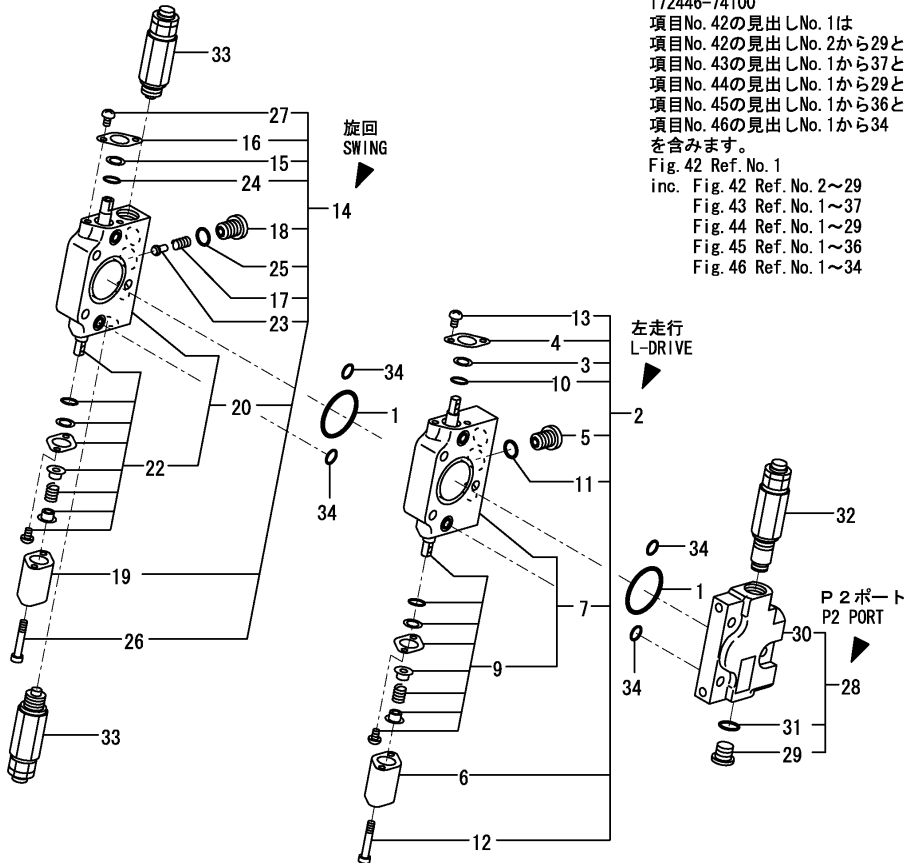 172446-74100
項目No.42の見出しNo.1は
項目No.42の見出しNo.2から29と
項目No.43の見出しNo.1から37と
項目No.44の見出しNo.1から29と
項目No.45の見出しNo.1から36と
項目No.46の見出しNo.1から34
を含みます。
Fig.42 Ref.No.1
inc. Fig.42 Ref.No.2〜29
Fig.43 Ref.No.1〜37
Fig.44 Ref.No.1〜29
Fig.45 Ref.No.1〜36
Fig.46 Ref.No.1〜34
33
27
16
15
24
旋回
SWING
14
18
25
17
23
34
1
20
22
34
19
26
33
13
4
3
10
左走行
L-DRIVE
2
5
11
32
34
1
7
P2ポート
P2 PORT
30
9
34
28
31
29
6
12